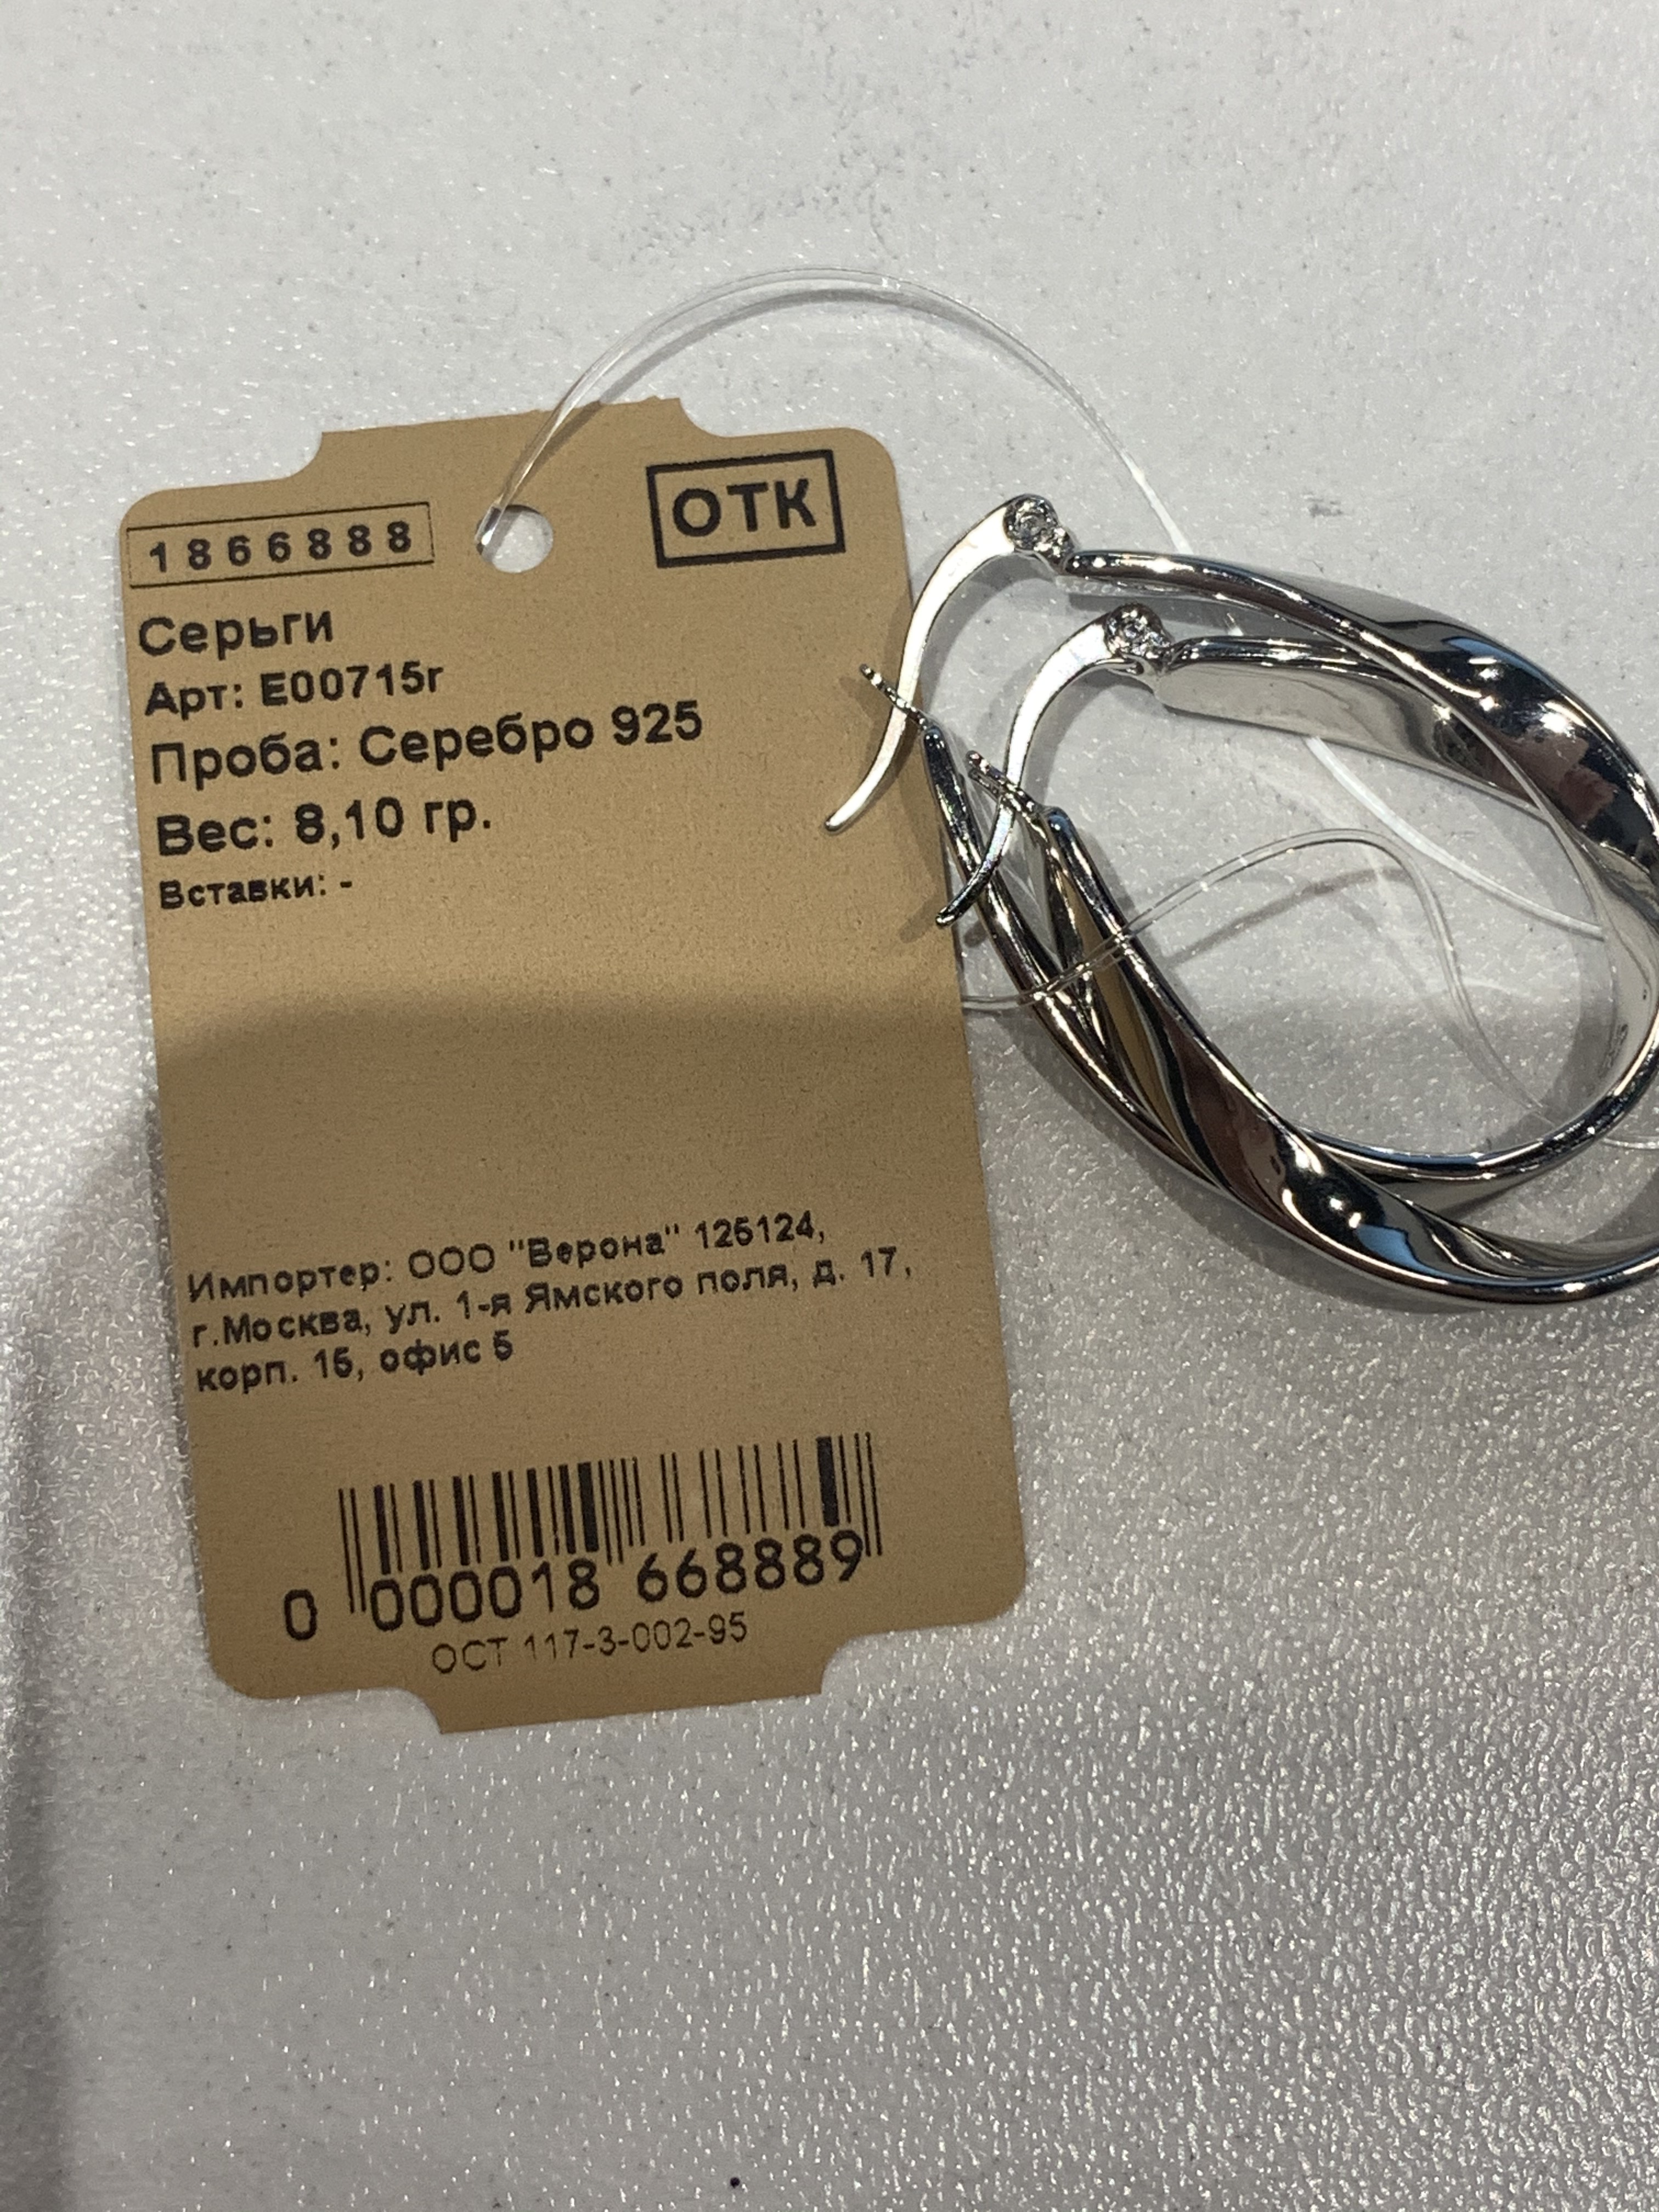 1866888
ОТК
Серьги
Арт: Е00715г
Проба: Серебро 925
Вес: 8,10 гр.
Вставки: -
Импортер: ООО "Верона" 125124,
г.Москва, ул. 1-я Ямского поля, д. 17,
корп. 15, офис 5
0 000018 668889
ОСТ 117-3-002-95